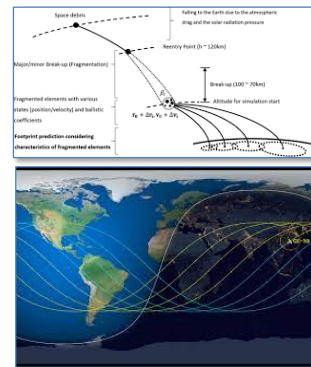 Space debris
Falling to the Earth due to the atmospheric
drag and the solar radiation pressure
Reentry Point (h ~ 120km)
Major/minor Break-up (Fragmentation)
Break-up (100 ~ 70km)
Fragmented elements with various
states (position/velocity) and ballistic
coefficients
Altitude for simulation start
Footprint prediction considering
characteristics of fragmented elements